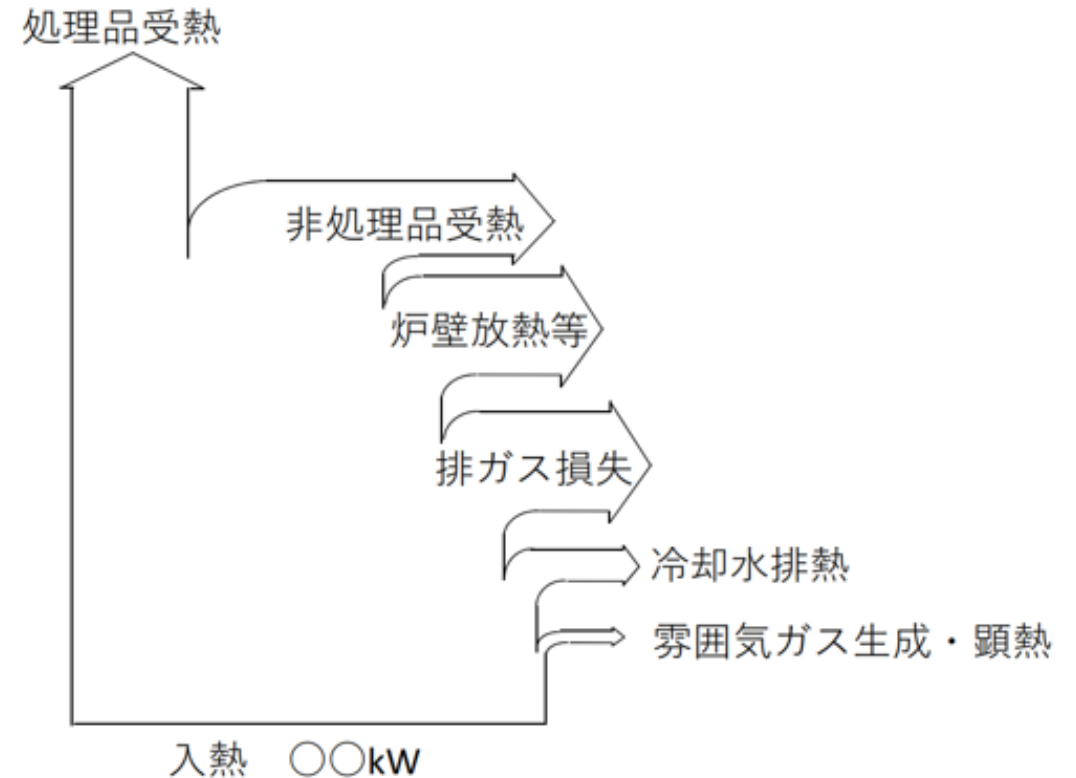 処理品受熱
非処理品受熱
炉壁放熱等
排ガス損失
冷却水排熱
雰囲気ガス生成・顕熱
入熱　○○kW